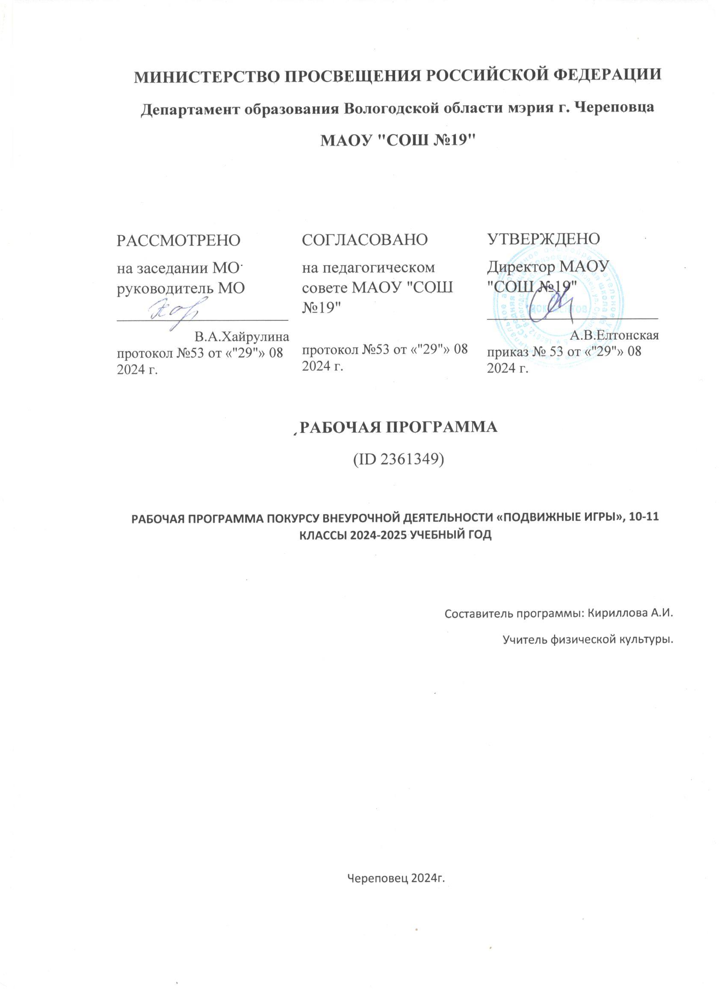 МИНИСТЕРСТВО ПРОСВЕЩЕНИЯ РОССИЙСКОЙ ФЕДЕРАЦИИ
Департамент образования Вологодской области мэрия г. Череповца
МАОУ "СОШ №19"
РАССМОТРЕНО
на заседании МО
руководитель МО
В.А.Хайрулина
протокол №53 от «"29"» 08
2024 г.
СОГЛАСОВАНО
на педагогическом
совете МАОУ "СОШ
№19"
протокол №53 от «"29"» 08
2024 г.
УТВЕРЖДЕНО
Директор МАОУ
"СОШ №19"
А.В.Елтонская
приказ № 53 от «"29"» 08
2024 г.
РАБОЧАЯ ПРОГРАММА
(ID 2361349)
РАБОЧАЯ ПРОГРАММА ПОКУРСУ ВНЕУРОЧНОЙ ДЕЯТЕЛЬНОСТИ «ПОДВИЖНЫЕ ИГРЫ», 10-11
КЛАССЫ 2024-2025 УЧЕБНЫЙ ГОД
Составитель программы: Кириллова А.И.
Учитель физической культуры.
Череповец 2024г.